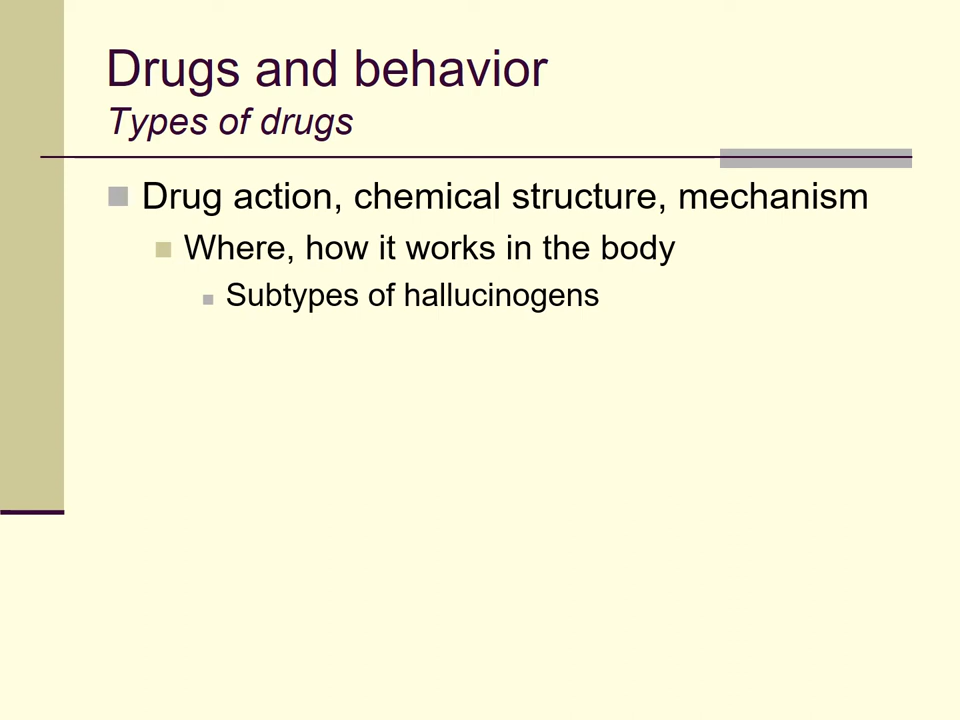 Drugs and behavior
Types of drugs
Drug action, chemical structure, mechanism
Where, how it works in the body
Subtypes of hallucinogens